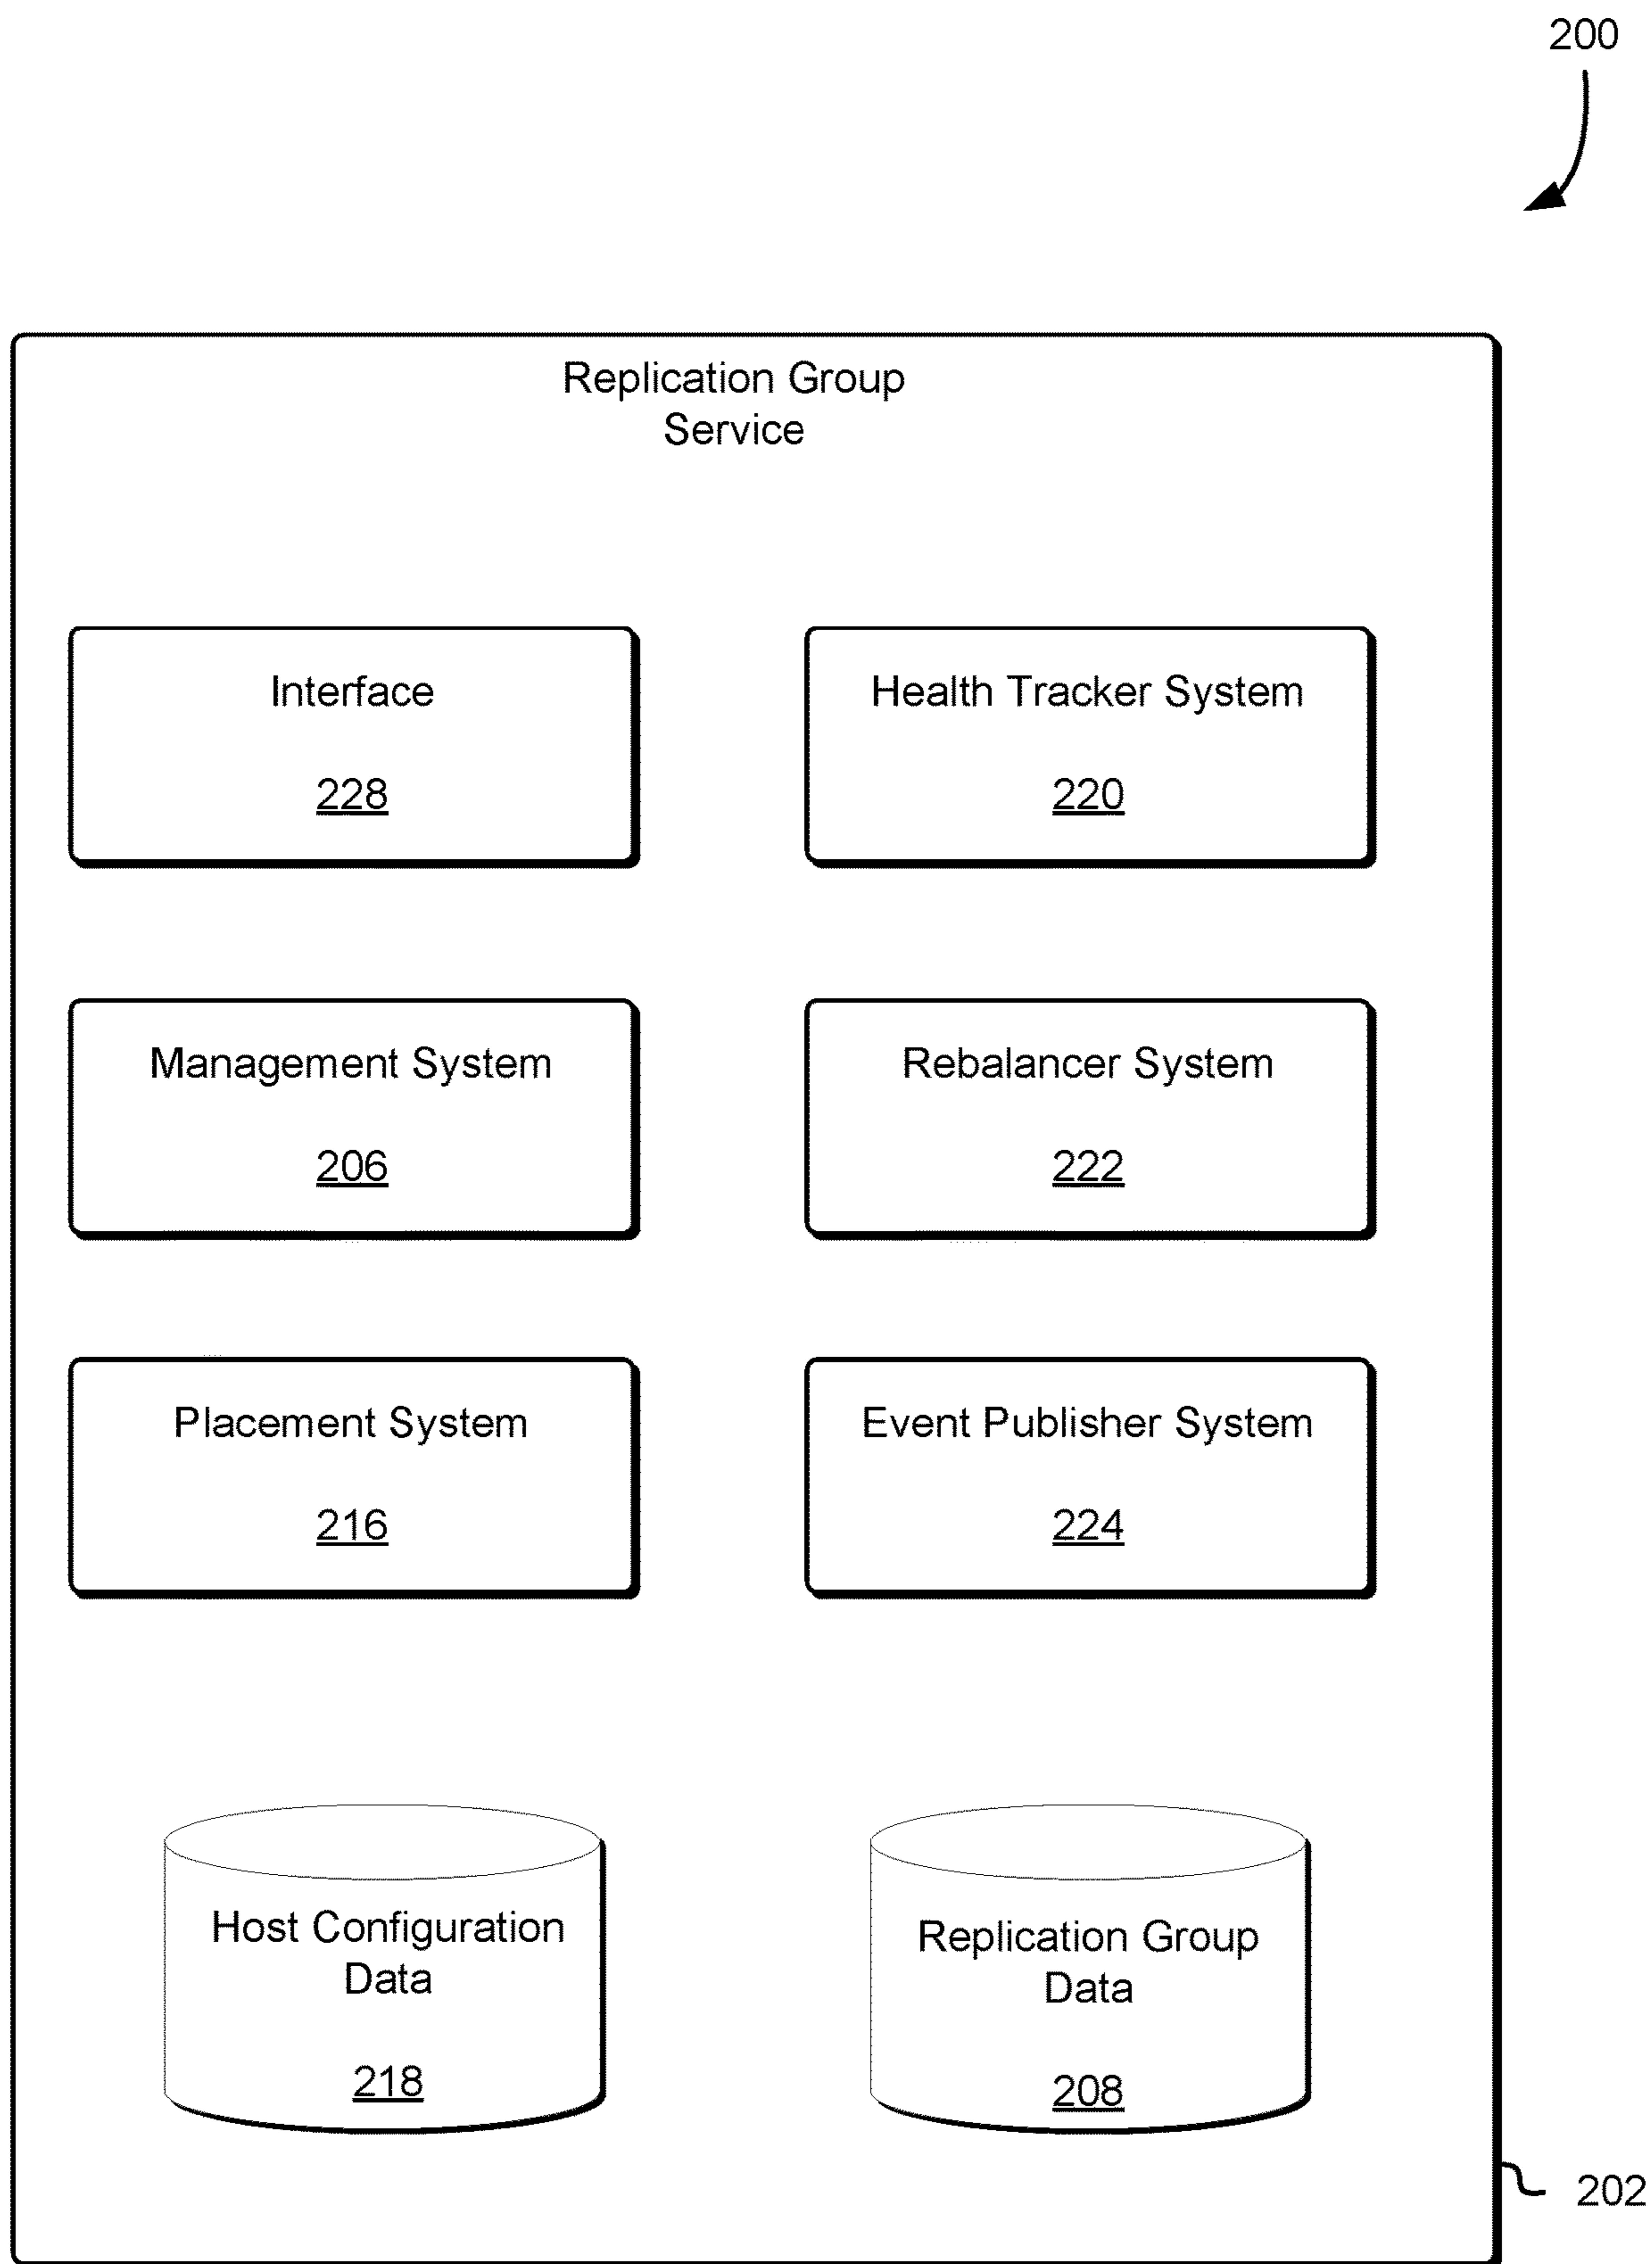 200
Replication Group
Service
Interface
228
Health Tracker System
220
Management System
206
Rebalancer System
222
Placement System
216
Event Publisher System
224
Host Configuration
Data
218
Replication Group
Data
208
202